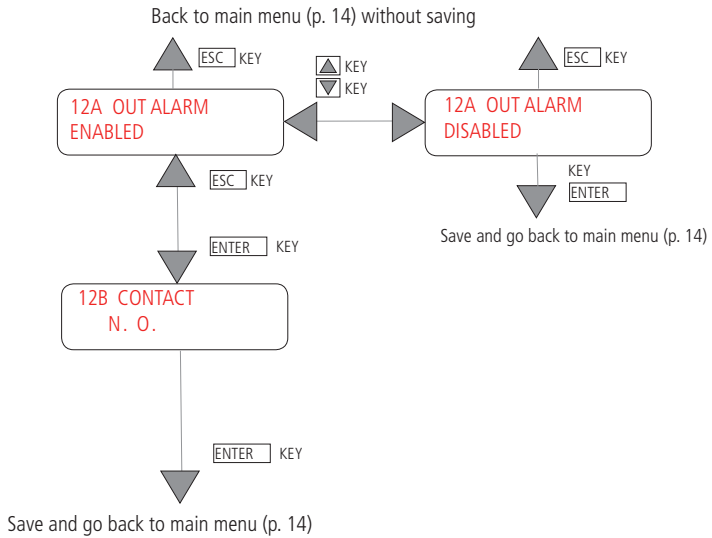 Back to main menu (p. 14) without saving
ESC KEY
ESC KEY
KEY
KEY
12A OUT ALARM
ENABLED
12A OUT ALARM
DISABLED
ESC KEY
KEY
ENTER
Save and go back to main menu (p. 14)
ENTER KEY
12B CONTACT
N. O.
ENTER KEY
Save and go back to main menu (p. 14)